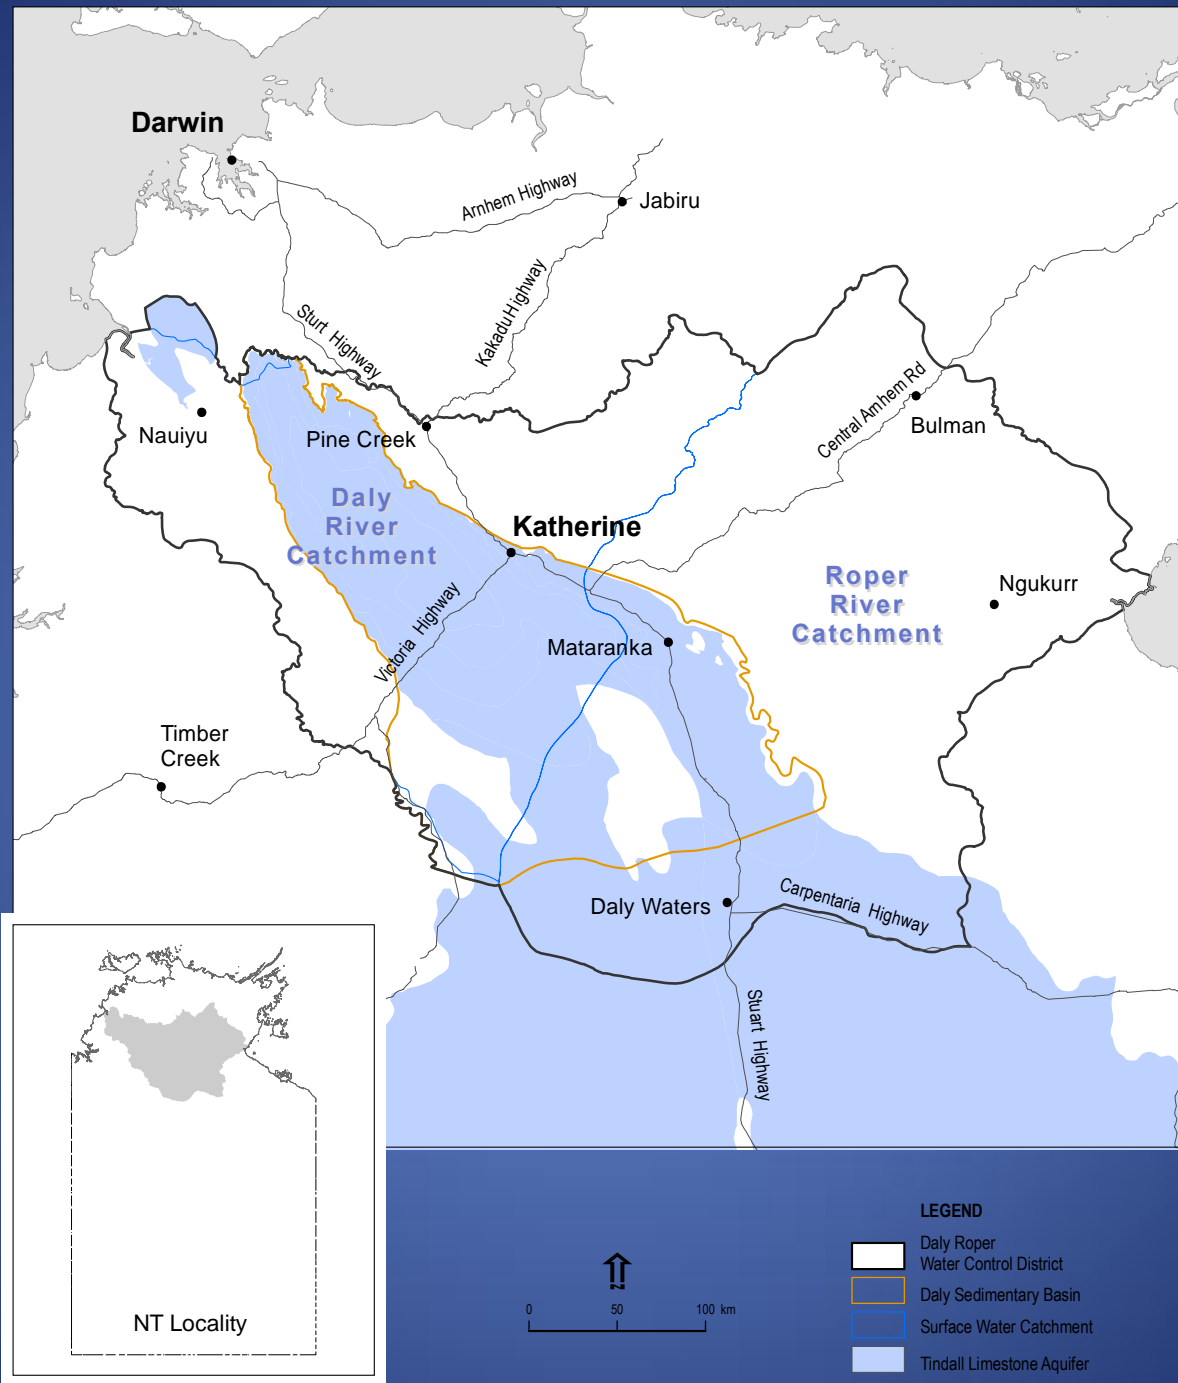 Darwin
Arnhem Highway
Jabiru
Kakadu Highway
Sturt Highway
Central Arnhem Rd
Nauiyu
Pine Creek
Bulman
Daly
River
Catchment
Katherine
Roper
River
Catchment
Ngukurr
Victoria Highway
Mataranka
Timber
Creek
Daly Waters
Carpentaria Highway
Stuart Highway
NT Locality
N
0 50 100 km
LEGEND
Daly Roper
Water Control District
Daly Sedimentary Basin
Surface Water Catchment
Tindall Limestone Aquifer